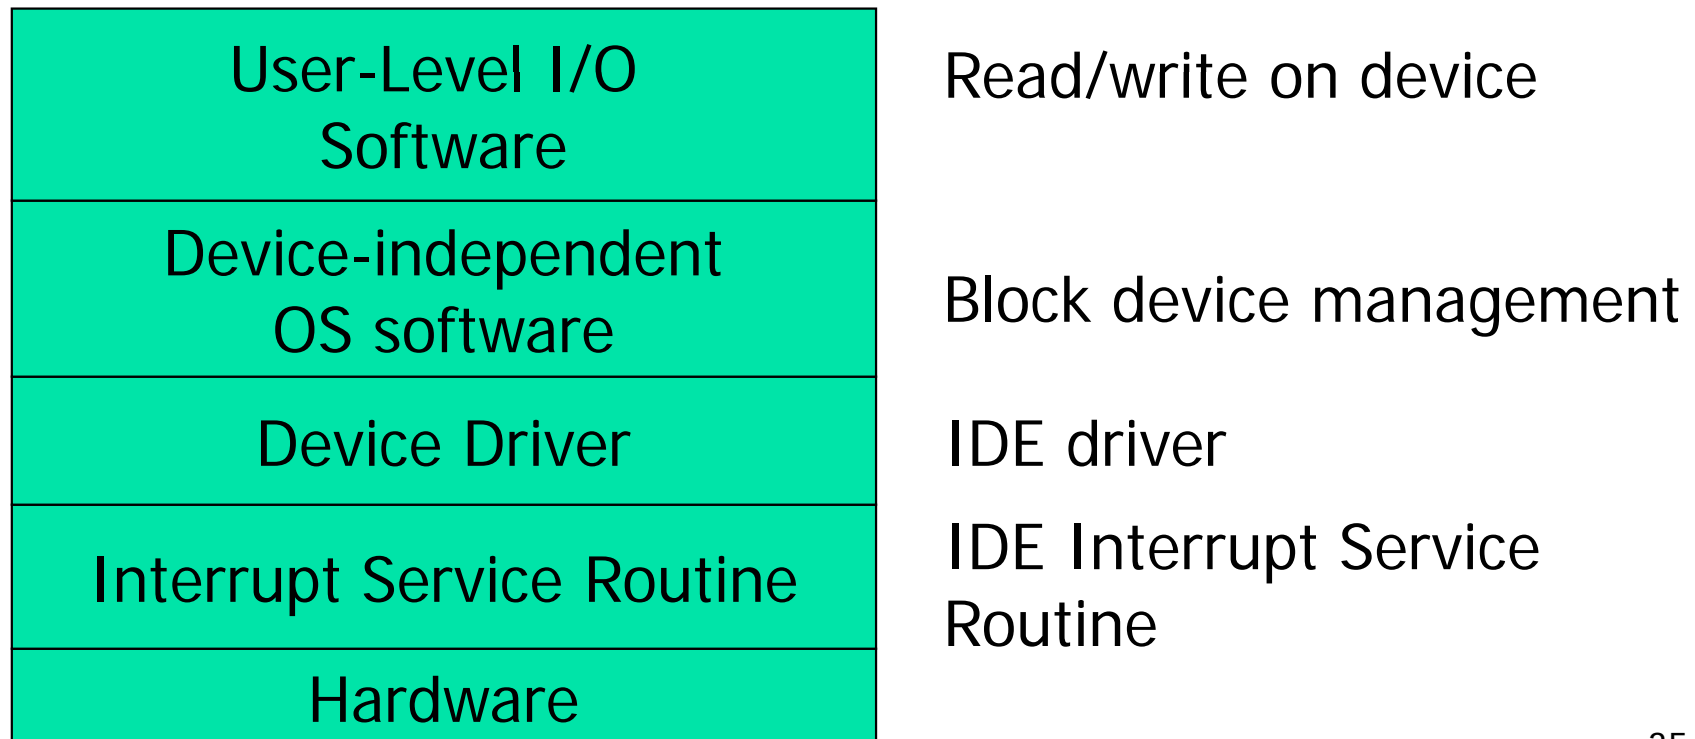 User-Level I/O
Software
Read/write on device
Device-independent
OS software
Block device management
Device Driver
IDE driver
Interrupt Service Routine
IDE Interrupt Service
Routine
Hardware